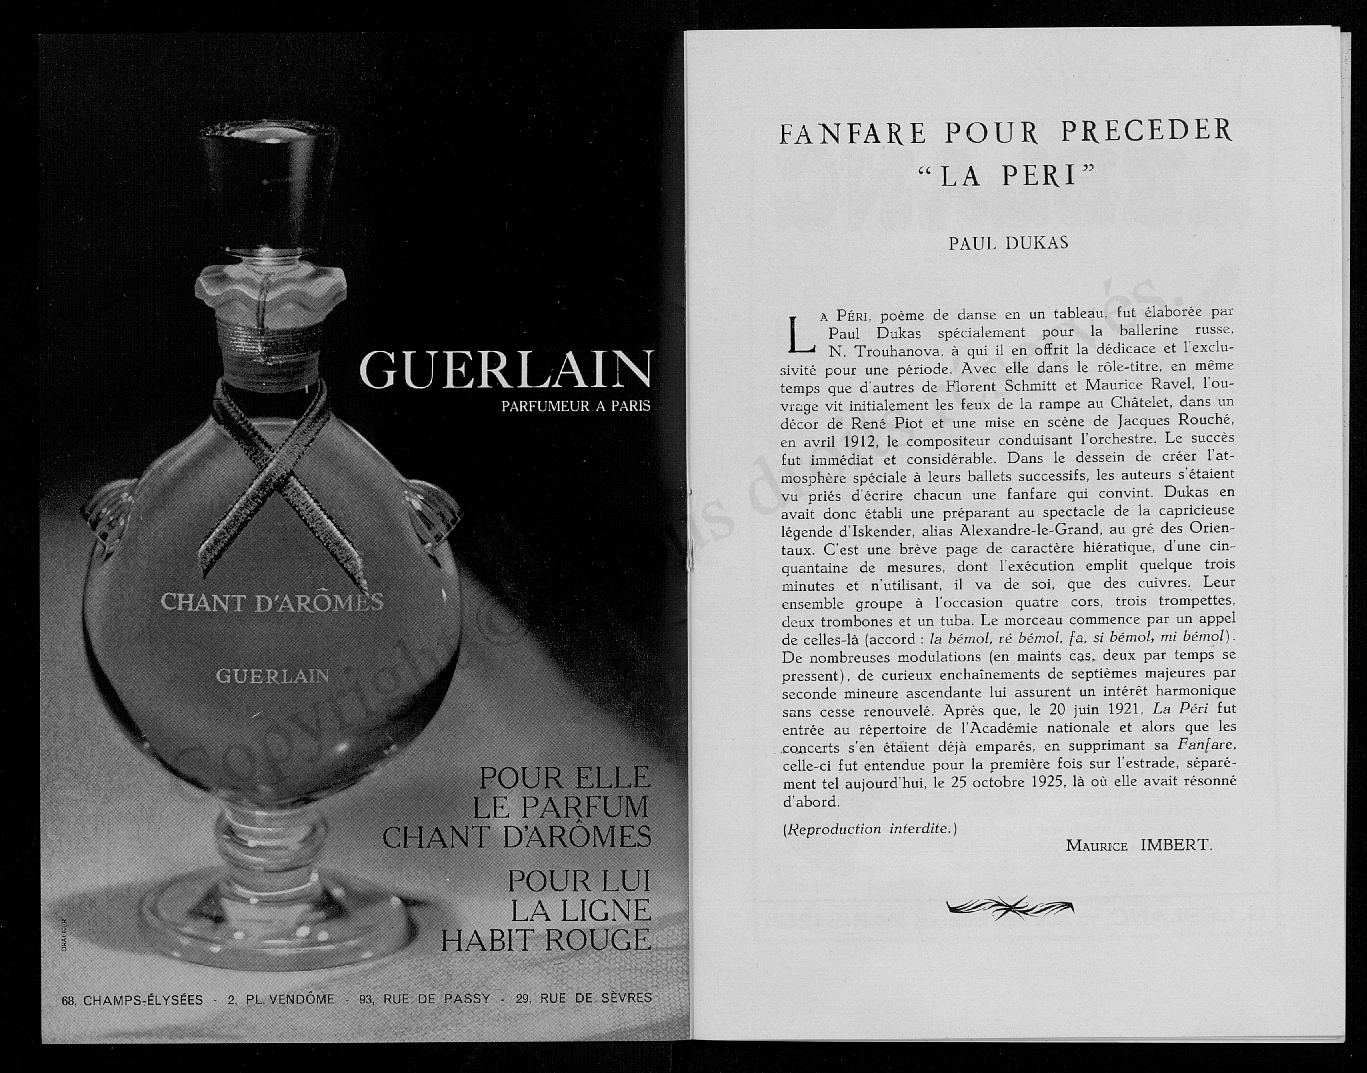 GUERLAIN
PARFUMEUR A PARIS
CHANT D'ARÔMES
GUERLAIN
POUR ELLE
LE PARFUM
CHANT D'ARÔMES
POUR LUI
LA LIGNE
HABIT ROUGE
DRAEGER
68, CHAMPS-ÉLYSÉES - 2, PL. VENDÔME - 93, RUE DE PASSY - 29, RUE DE SÈVRES
FANFARE POUR PRECEDER
“LA PERI”
PAUL DUKAS
LA PÉRI, poème de danse en un tableau, fut élaborée par
Paul Dukas spécialement pour la ballerine russe,
N. Trouhanova, à qui il en offrit la dédicace et l'exclu-
sivité pour une période. Avec elle dans le rôle-titre, en même
temps que d'autres de Florent Schmitt et Maurice Ravel, l'ou-
vrage vit initialement les feux de la rampe au Châtelet, dans un
décor de René Piot et une mise en scène de Jacques Rouché,
en avril 1912, le compositeur conduisant l'orchestre. Le succès
fut immédiat et considérable. Dans le dessein de créer l'at-
mosphère spéciale à leurs ballets successifs, les auteurs s'étaient
vu priés d'écrire chacun une fanfare qui convint. Dukas en
avait donc établi une préparant au spectacle de la capricieuse
légende d'Iskender, alias Alexandre-le-Grand, au gré des Orien-
taux. C'est une brève page de caractère hiératique, d'une cin-
quantaine de mesures, dont l'exécution emplit quelque trois
minutes et n'utilisant, il va de soi, que des cuivres. Leur
ensemble groupe à l'occasion quatre cors, trois trompettes,
deux trombones et un tuba. Le morceau commence par un appel
de celles-là (accord : la bémol, ré bémol, fa, si bémol, mi bémol).
De nombreuses modulations (en maints cas, deux par temps se
pressent), de curieux enchaînements de septièmes majeures par
seconde mineure ascendante lui assurent un intérêt harmonique
sans cesse renouvelé. Après que, le 20 juin 1921, La Péri fut
entrée au répertoire de l'Académie nationale et alors que les
concerts s'en étaient déjà emparés, en supprimant sa Fanfare,
celle-ci fut entendue pour la première fois sur l'estrade, séparé-
ment tel aujourd'hui, le 25 octobre 1925, là où elle avait résonné
d'abord.
(Reproduction interdite.)
MAURICE IMBERT.